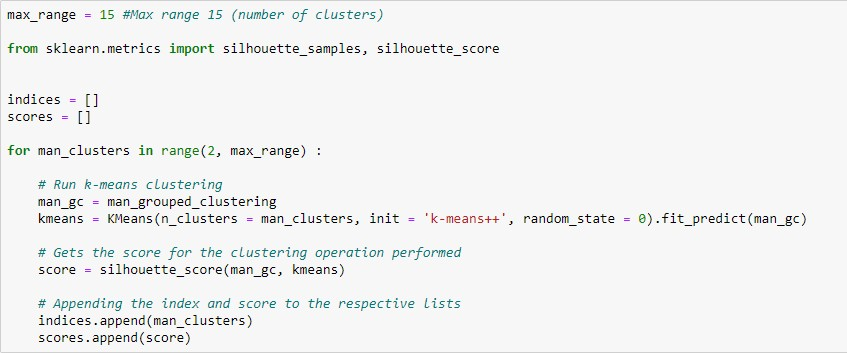 max_range = 15 #Max range 15 (number of clusters)
from sklearn.metrics import silhouette_samples, silhouette_score
indices = []
scores = []
for man_clusters in range(2, max_range) :
# Run k-means clustering
man_gc = man_grouped_clustering
kmeans = KMeans(n_clusters = man_clusters, init = 'k-means++', random_state = 0).fit_predict(man_gc)
# Gets the score for the clustering operation performed
score = silhouette_score(man_gc, kmeans)
# Appending the index and score to the respective lists
indices.append(man_clusters)
scores.append(score)